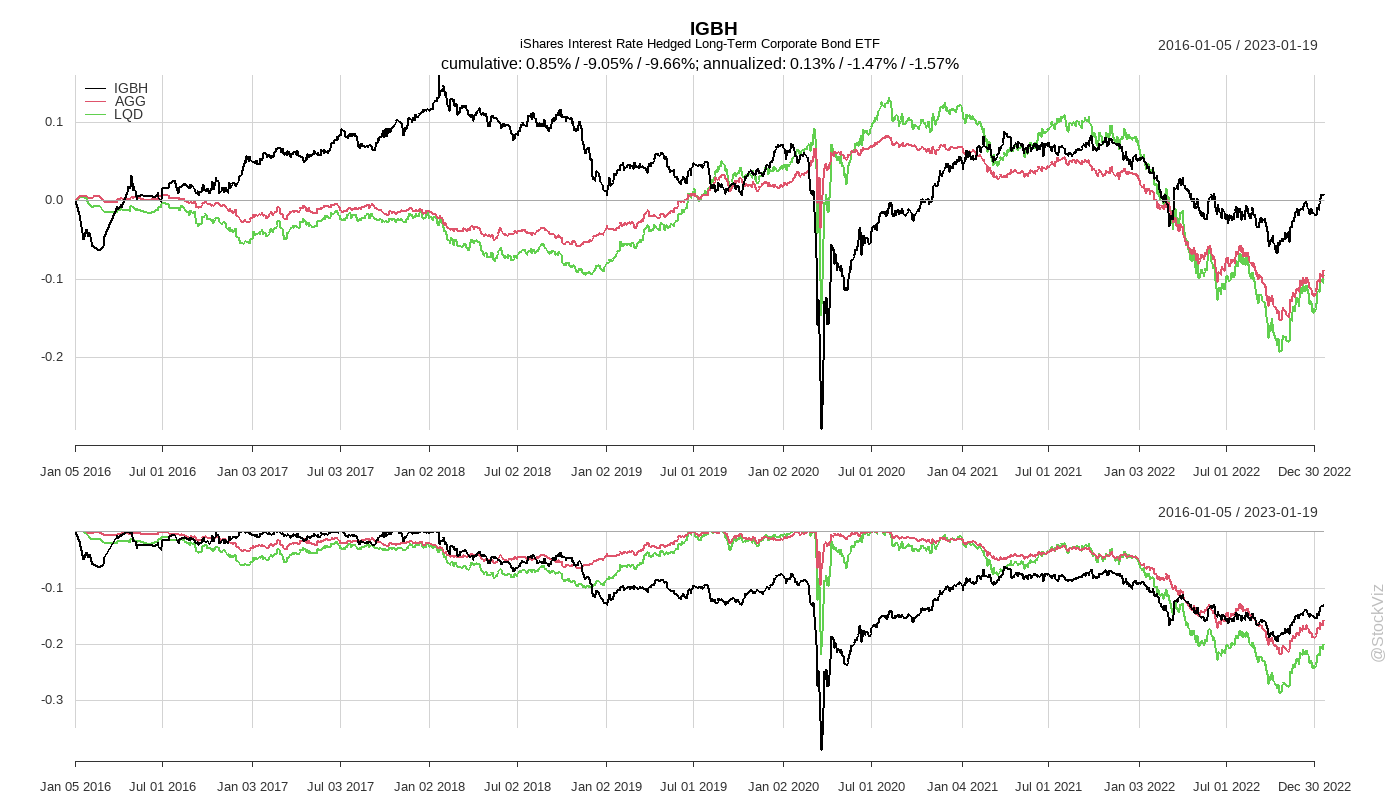 IGBH
iShares Interest Rate Hedged Long-Term Corporate Bond ETF
2016-01-05 / 2023-01-19
cumulative: 0.85% / -9.05% / -9.66%; annualized: 0.13% / -1.47% / -1.57%
IGBH
AGG
LQD
0.1
0.0
-0.1
-0.2
Jan 05 2016 Jul 01 2016 Jan 03 2017 Jul 03 2017 Jan 02 2018 Jul 02 2018 Jan 02 2019 Jul 01 2019 Jan 02 2020 Jul 01 2020 Jan 04 2021 Jul 01 2021 Jan 03 2022 Jul 01 2022 Dec 30 2022
2016-01-05 / 2023-01-19
-0.1
-0.2
-0.3
Jan 05 2016 Jul 01 2016 Jan 03 2017 Jul 03 2017 Jan 02 2018 Jul 02 2018 Jan 02 2019 Jul 01 2019 Jan 02 2020 Jul 01 2020 Jan 04 2021 Jul 01 2021 Jan 03 2022 Jul 01 2022 Dec 30 2022
@StockViz